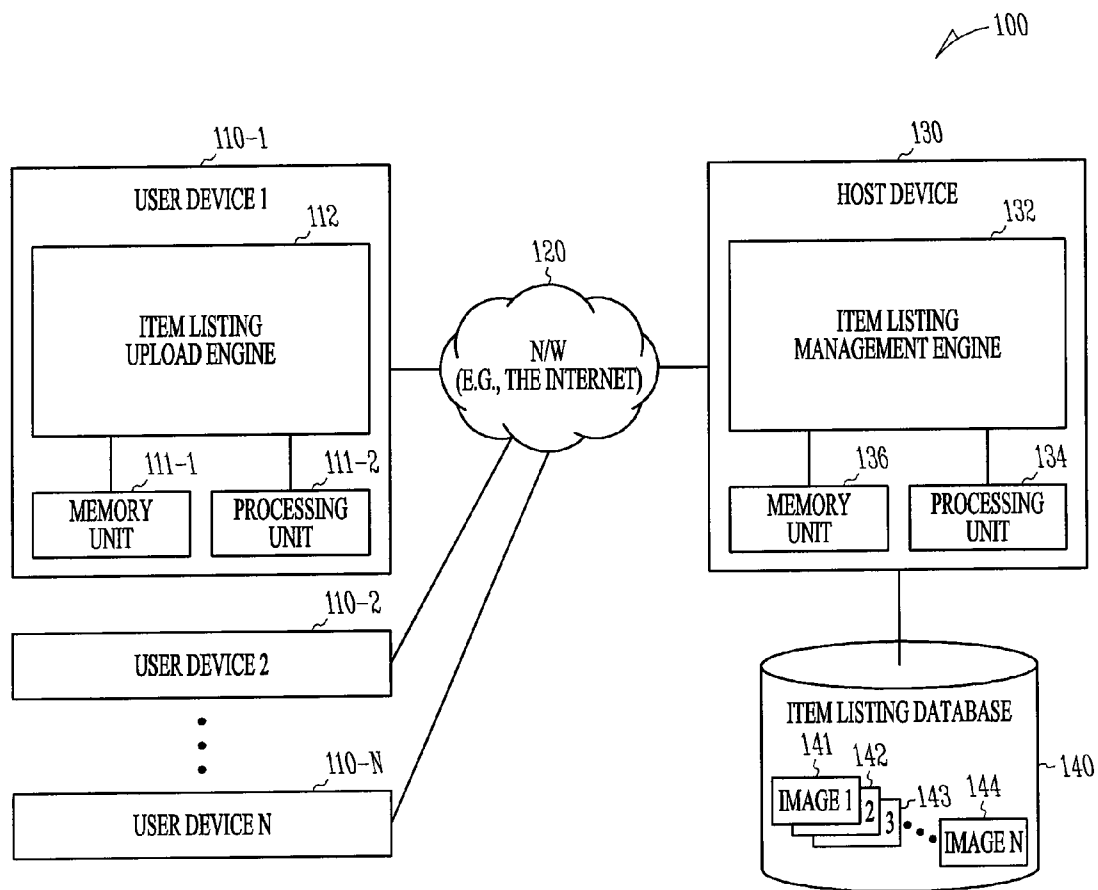 100
110-1
USER DEVICE 1
112
ITEM LISTING
UPLOAD ENGINE
111-1
MEMORY
UNIT
111-2
PROCESSING
UNIT
110-2
USER DEVICE 2
110-N
USER DEVICE N
120
N/W
(E.G., THE INTERNET)
130
HOST DEVICE
132
ITEM LISTING
MANAGEMENT ENGINE
136
MEMORY
UNIT
134
PROCESSING
UNIT
ITEM LISTING DATABASE
140
141
IMAGE 1
142
2
143
3
144
IMAGE N